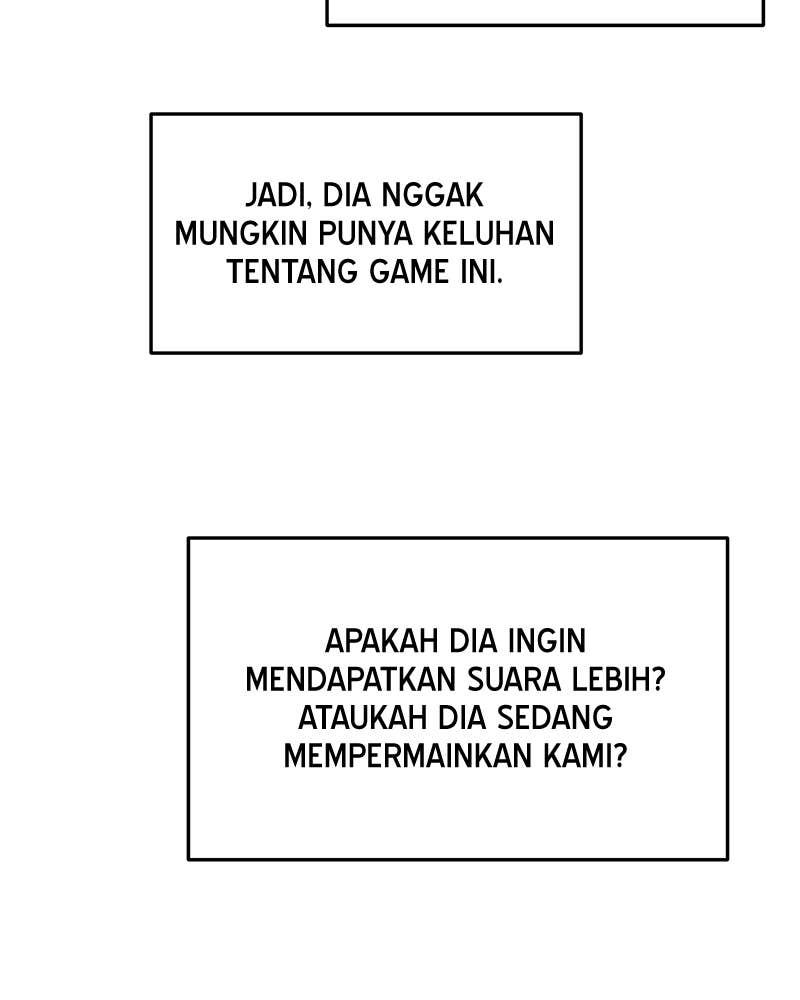 JADI, DIA NGGAK
MUNGKIN PUNYA KELUHAN
TENTANG GAME INI.
APAKAH DIA INGIN
MENDAPATKAN SUARA LEBIH?
ATAUKAH DIA SEDANG
MEMPERMAINKAN KAMI?